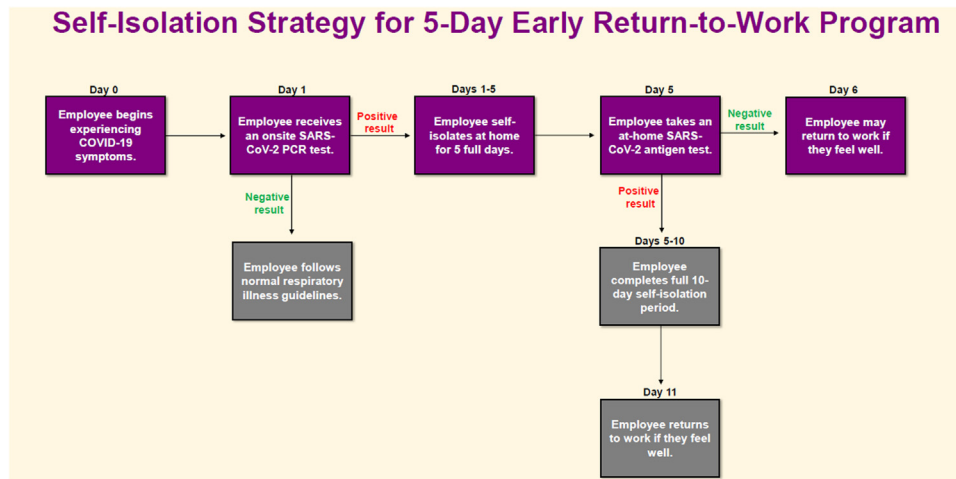 Self-Isolation Strategy for 5-Day Early Return-to-Work Program
Day 0
Employee begins
experiencing
COVID-19
symptoms.
Day 1
Employee receives
an onsite SARS-
CoV-2 PCR test.
Positive
result
Days 1-5
Employee self-
isolates at home
for 5 full days.
Day 5
Employee takes an
at-home SARS-
CoV-2 antigen test.
Negative
result
Day 6
Employee may
return to work if
they feel well.
Negative
result
Employee follows
normal respiratory
illness guidelines.
Positive
result
Days 5-10
Employee
completes full 10-
day self-isolation
period.
Day 11
Employee returns
to work if they feel
well.